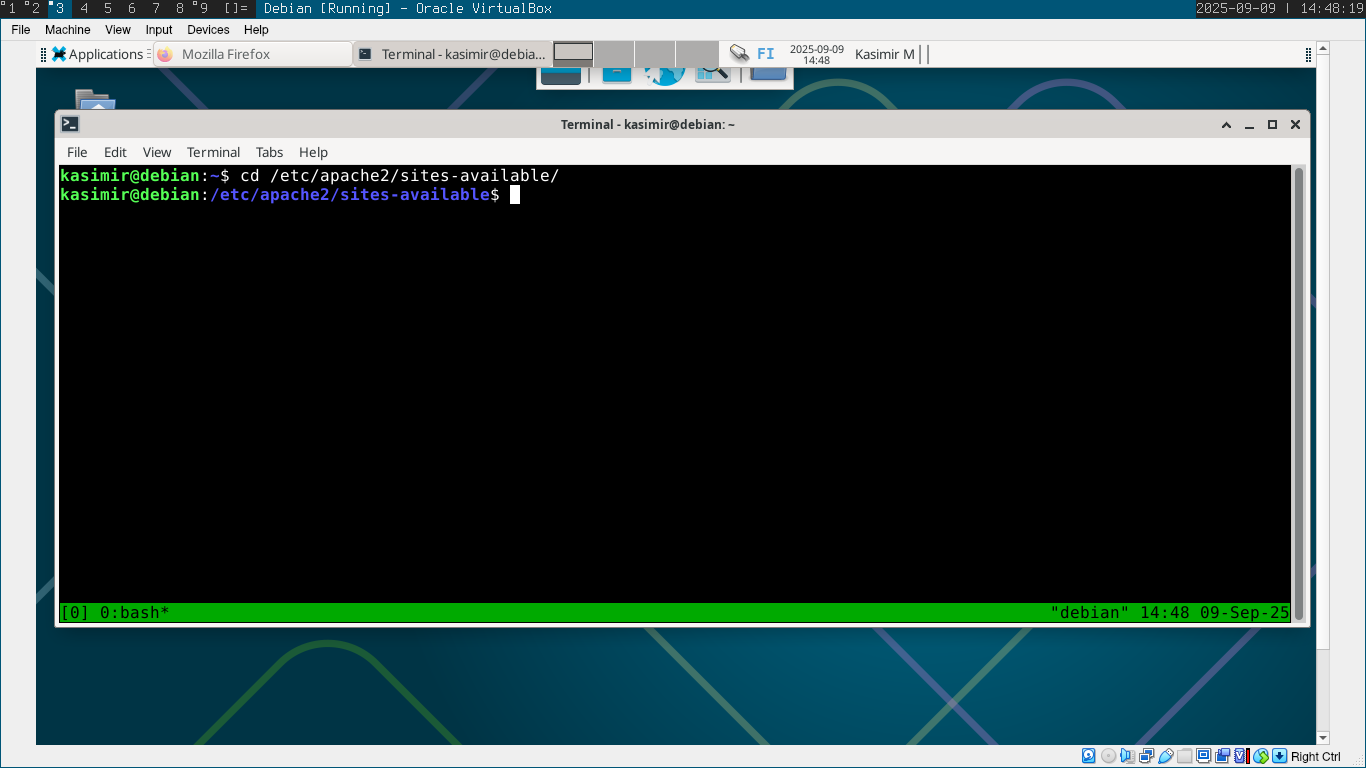 1 2 3 4 5 6 7 8 9 []= Debian [Running] - Oracle VirtualBox 2025-09-09 | 14:48:19
File Machine View Input Devices Help
Applications Mozilla Firefox Terminal - kasimir@debia... FI 2025-09-09 Kasimir M
14:48
Terminal - kasimir@debian: ~
File Edit View Terminal Tabs Help
kasimir@debian:~$ cd /etc/apache2/sites-available/
kasimir@debian:/etc/apache2/sites-available$
[0] 0:bash* "debian" 14:48 09-Sep-25
Right Ctrl